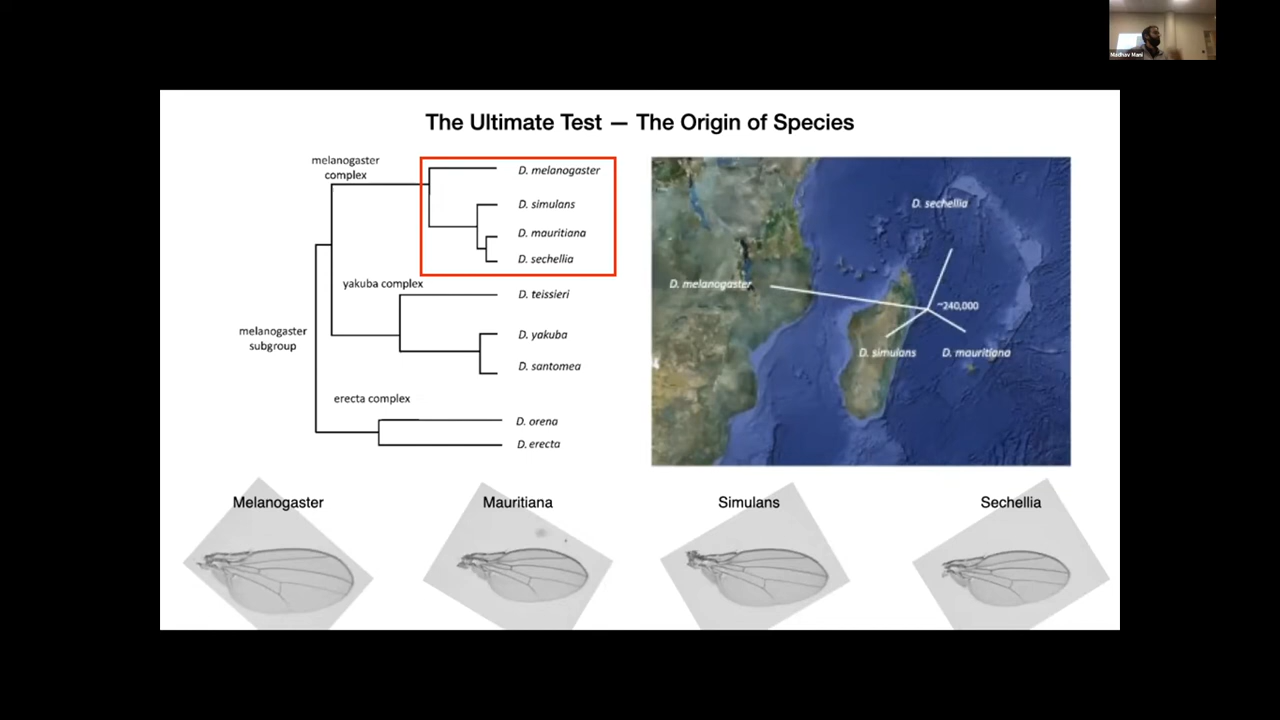 Madhav Mani
The Ultimate Test — The Origin of Species
melanogaster
complex
D. melanogaster
D. simulans
D. mauritiana
D. sechellia
yakuba complex
D. teissieri
melanogaster
subgroup
D. yakuba
D. santomea
erecta complex
D. orena
D. erecta
D. sechellia
D. melanogaster
~240,000
D. simulans
D. mauritiana
Melanogaster
Mauritiana
Simulans
Sechellia